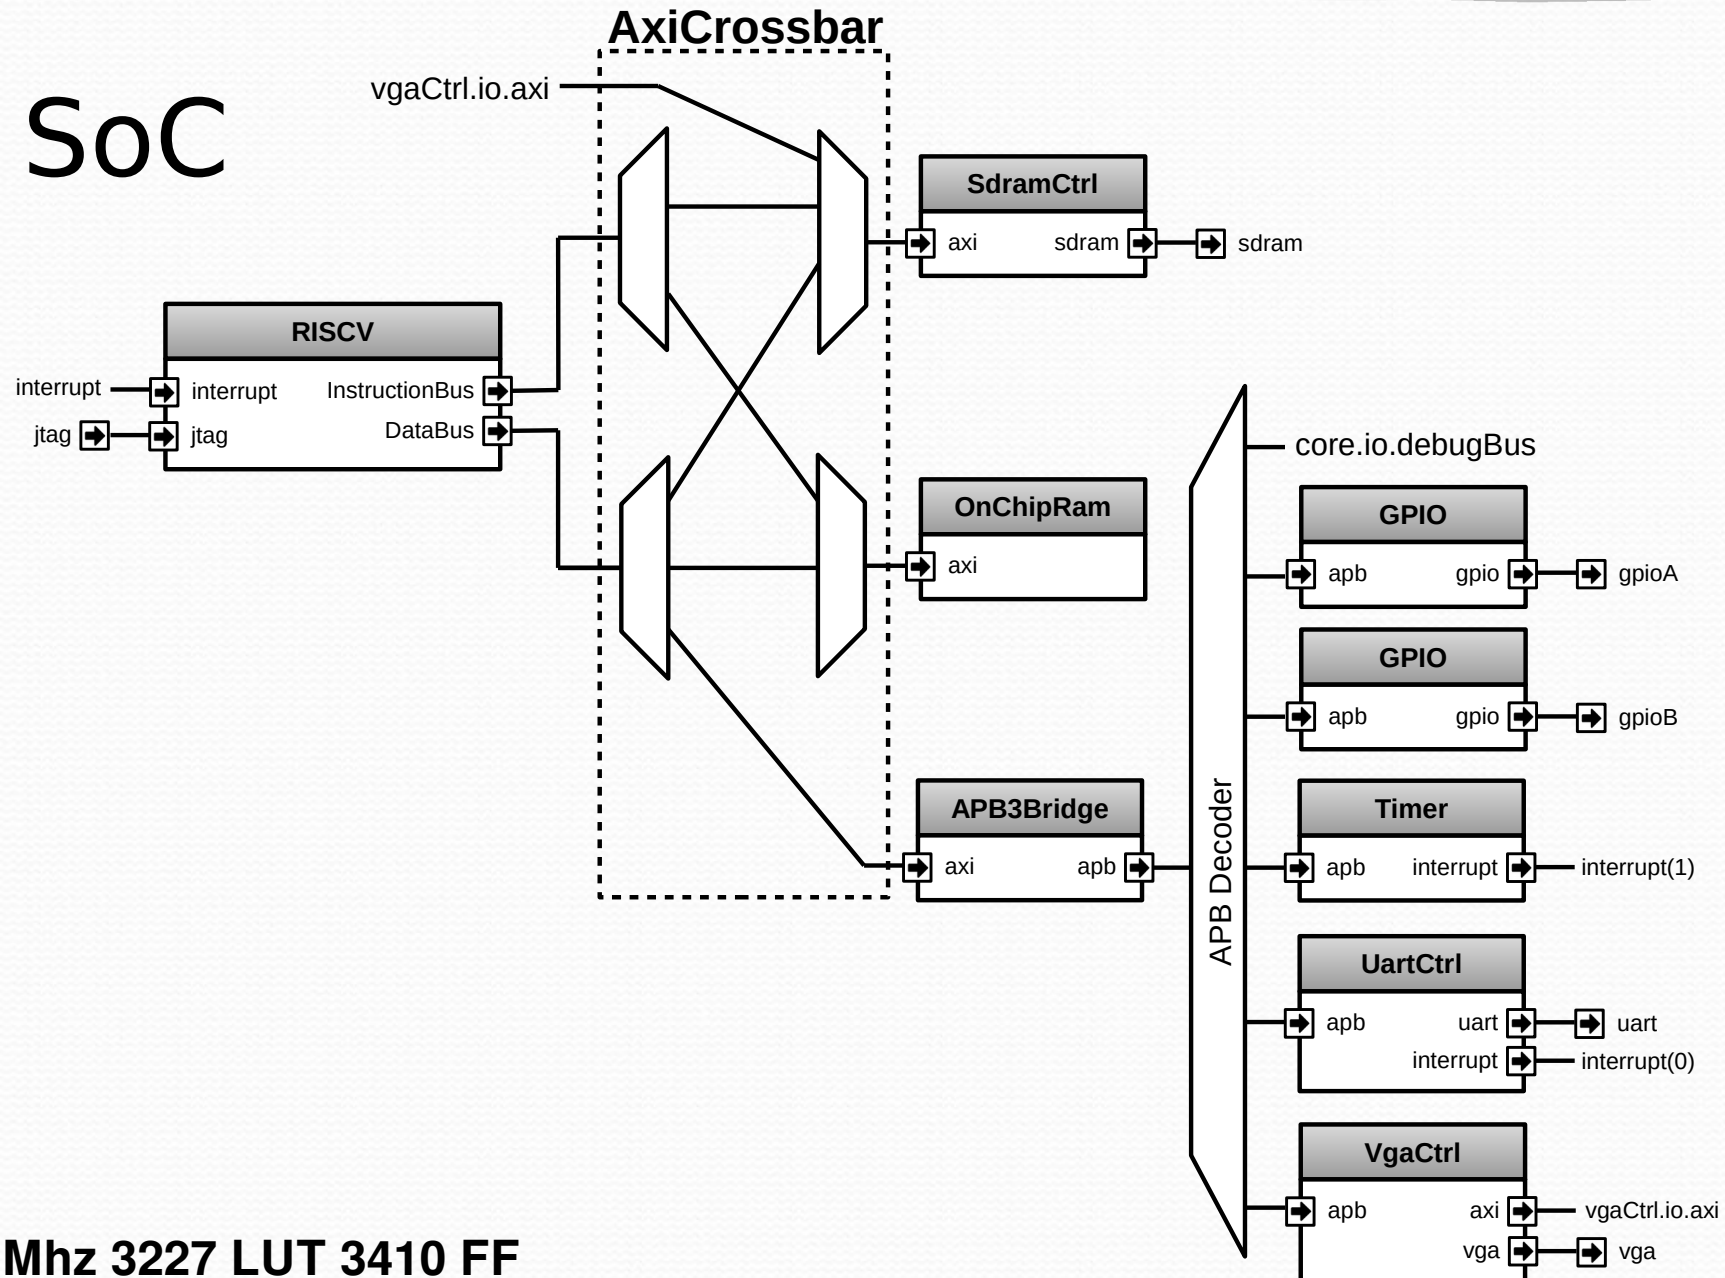 AxiCrossbar
vgaCtrl.io.axi
SoC
SdramCtrl
axi sdram
sdram
RISCV
interrupt
interrupt InstructionBus
jtag
jtag DataBus
core.io.debugBus
OnChipRam
axi
GPIO
apb gpio
gpioA
GPIO
apb gpio
gpioB
APB3Bridge
axi apb
APB Decoder
Timer
apb interrupt
interrupt(1)
UartCtrl
apb uart
uart
interrupt
interrupt(0)
VgaCtrl
apb axi
vgaCtrl.io.axi
vga
vga
Mhz 3227 LUT 3410 FF